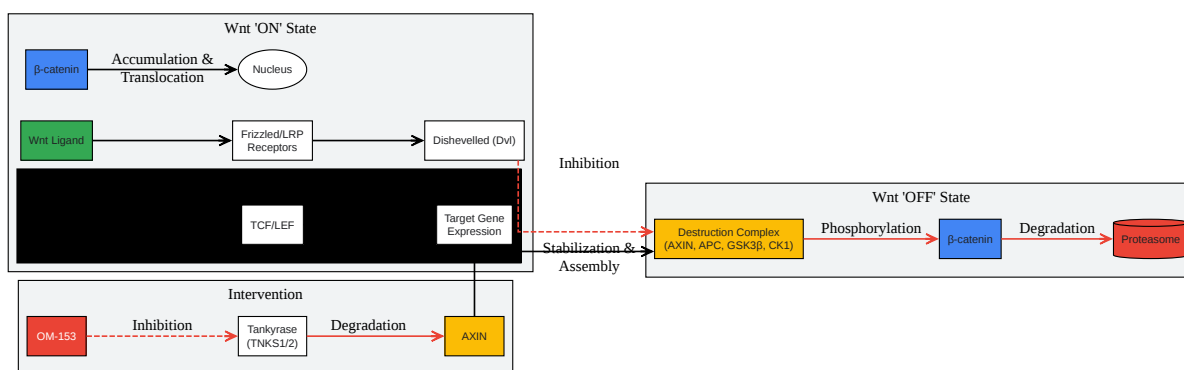 Wnt 'ON' State
β-catenin
Accumulation &
Translocation
Nucleus
Wnt Ligand
Frizzled/LRP
Receptors
Dishevelled (Dvl)
Inhibition
TCF/LEF
Target Gene
Expression
Stabilization &
Assembly
Wnt 'OFF' State
Destruction Complex
(AXIN, APC, GSK3β, CK1)
Phosphorylation
β-catenin
Degradation
Proteasome
Intervention
OM-153
Inhibition
Tankyrase
(TNKS1/2)
Degradation
AXIN